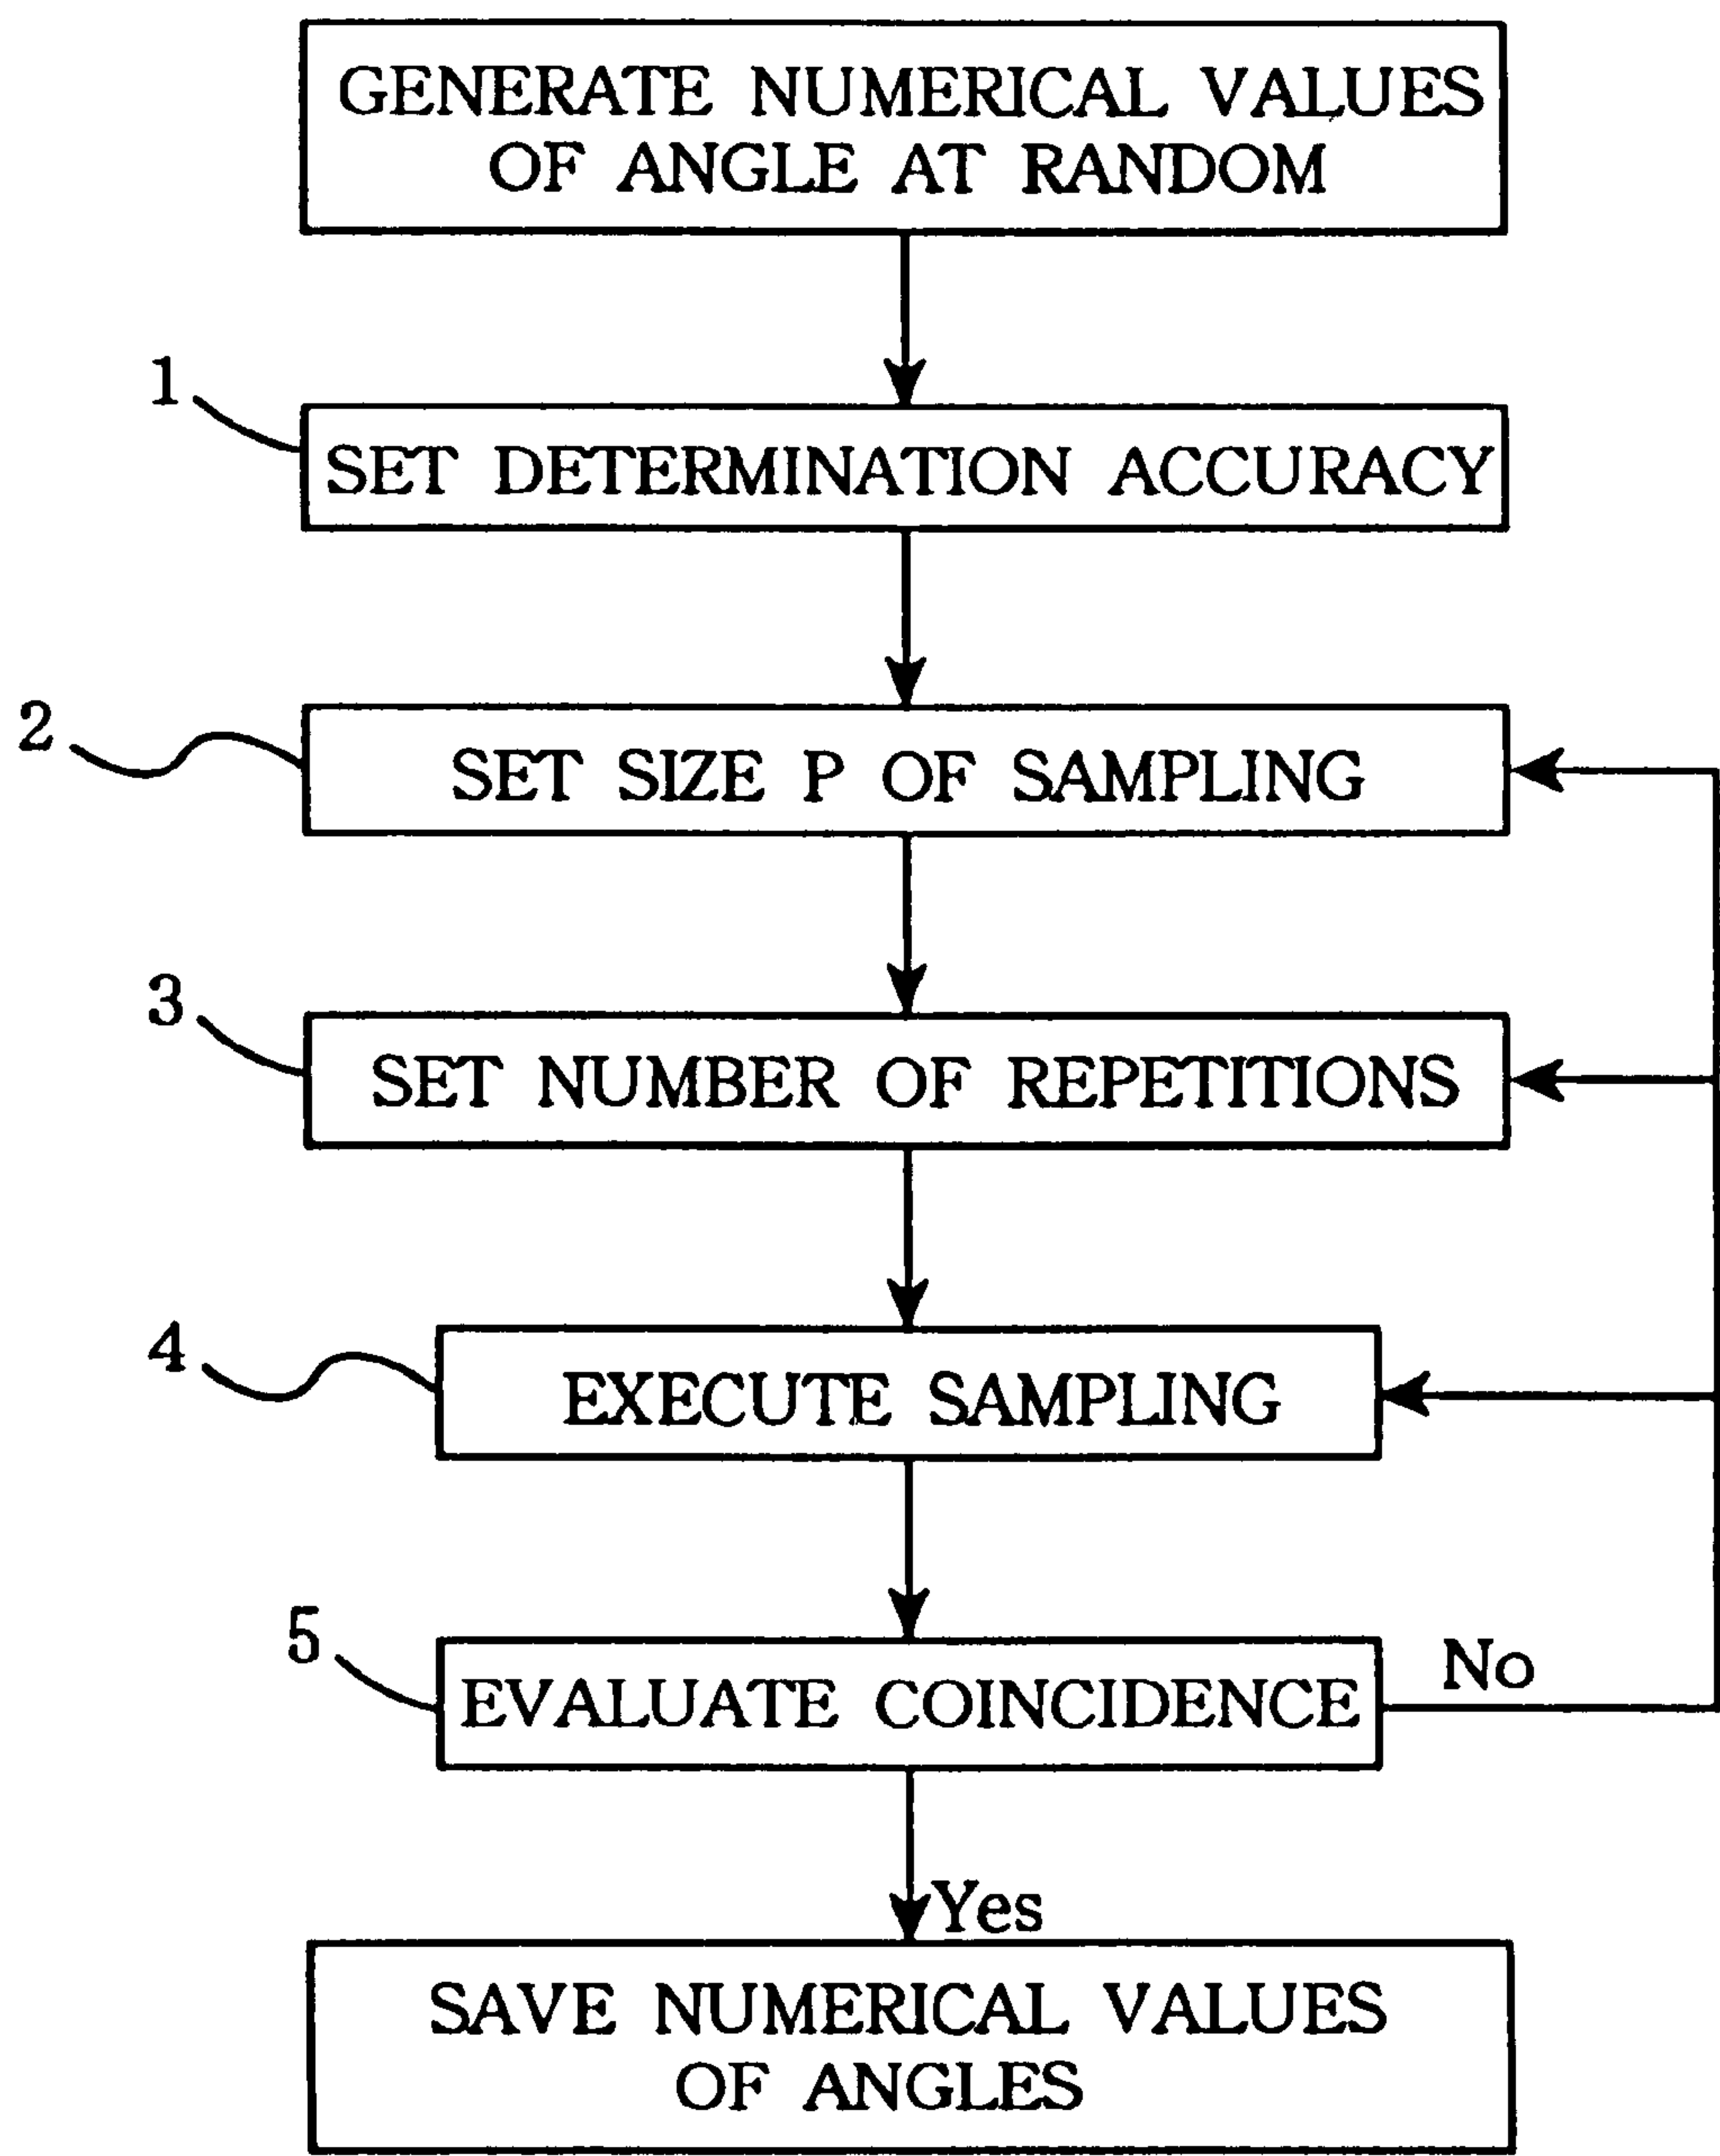 GENERATE NUMERICAL VALUES
OF ANGLE AT RANDOM
1
SET DETERMINATION ACCURACY
2
SET SIZE P OF SAMPLING
3
SET NUMBER OF REPETITIONS
4
EXECUTE SAMPLING
5
EVALUATE COINCIDENCE
No
Yes
SAVE NUMERICAL VALUES
OF ANGLES